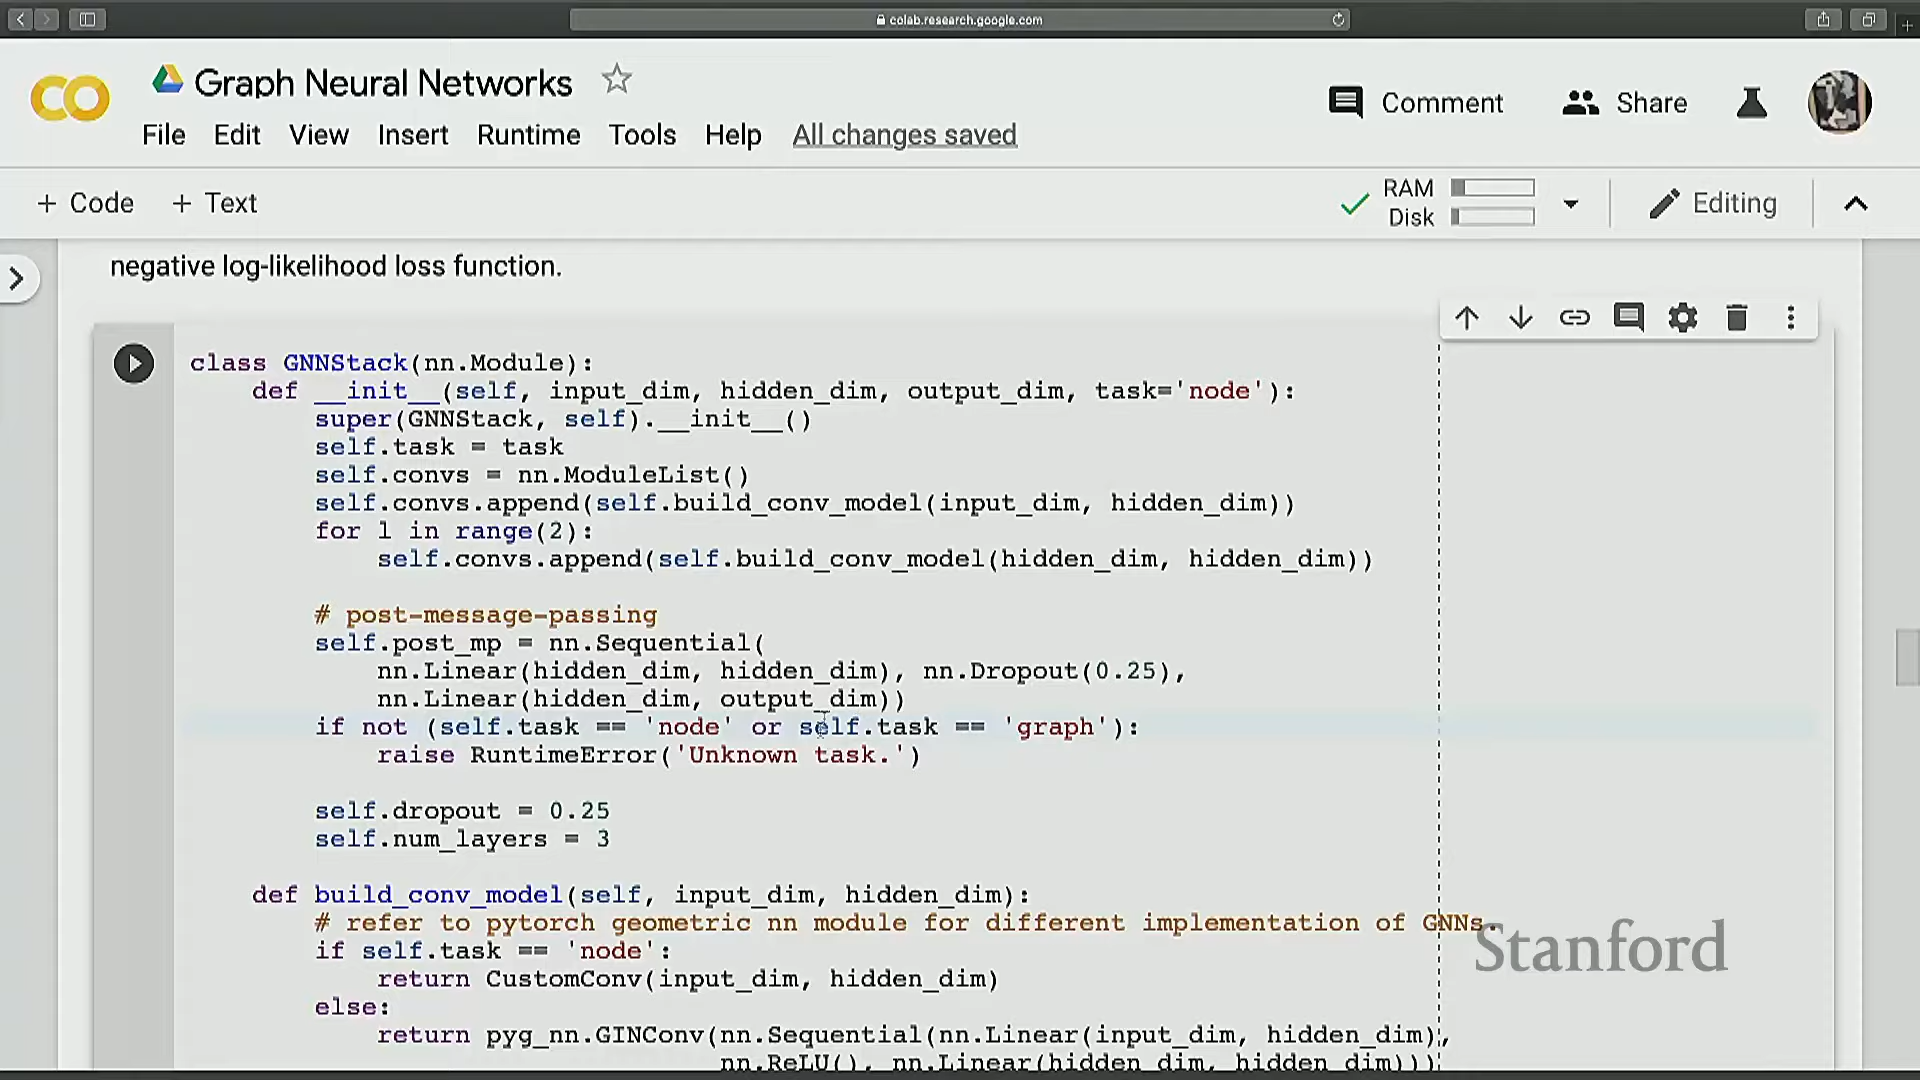 colab.research.google.com
CO Graph Neural Networks
Comment Share
File Edit View Insert Runtime Tools Help All changes saved
+ Code + Text
RAM
Disk
Editing
negative log-likelihood loss function.
class GNNStack(nn.Module):
def __init__(self, input_dim, hidden_dim, output_dim, task='node'):
super(GNNStack, self).__init__()
self.task = task
self.convs = nn.ModuleList()
self.convs.append(self.build_conv_model(input_dim, hidden_dim))
for l in range(2):
self.convs.append(self.build_conv_model(hidden_dim, hidden_dim))
# post-message-passing
self.post_mp = nn.Sequential(
nn.Linear(hidden_dim, hidden_dim), nn.Dropout(0.25),
nn.Linear(hidden_dim, output_dim))
if not (self.task == 'node' or self.task == 'graph'):
raise RuntimeError('Unknown task.')
self.dropout = 0.25
self.num_layers = 3
def build_conv_model(self, input_dim, hidden_dim):
# refer to pytorch geometric nn module for different implementation of GNNs.
if self.task == 'node':
return CustomConv(input_dim, hidden_dim)
else:
return pyg_nn.GINConv(nn.Sequential(nn.Linear(input_dim, hidden_dim),
nn.ReLU(), nn.Linear(hidden_dim, hidden_dim)))
Stanford